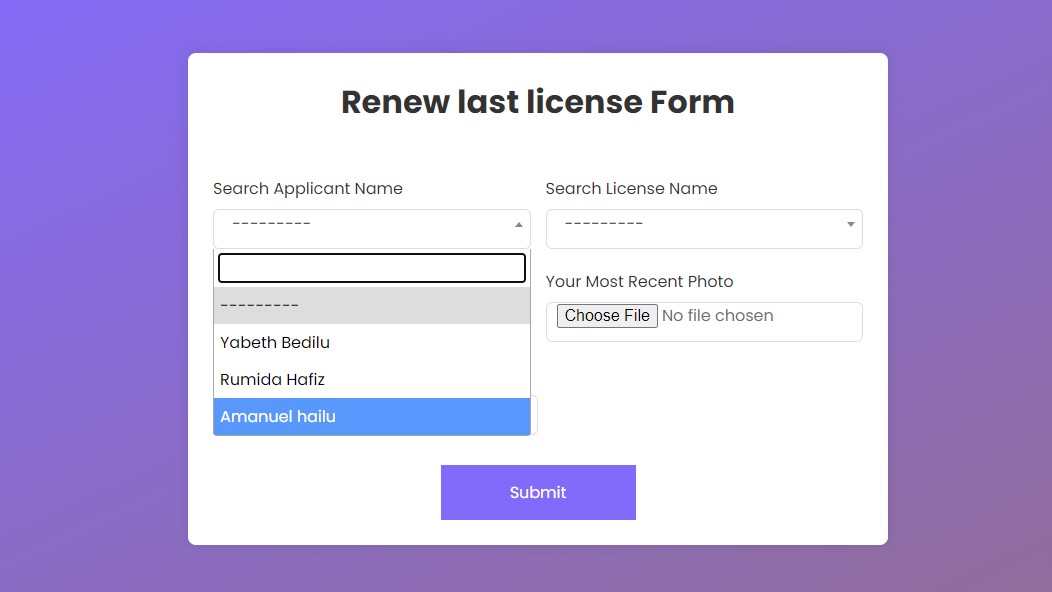 Renew last license Form
Search Applicant Name
---------
---------
Yabeth Bedilu
Rumida Hafiz
Amanuel hailu
Search License Name
---------
Your Most Recent Photo
Choose File No file chosen
Submit